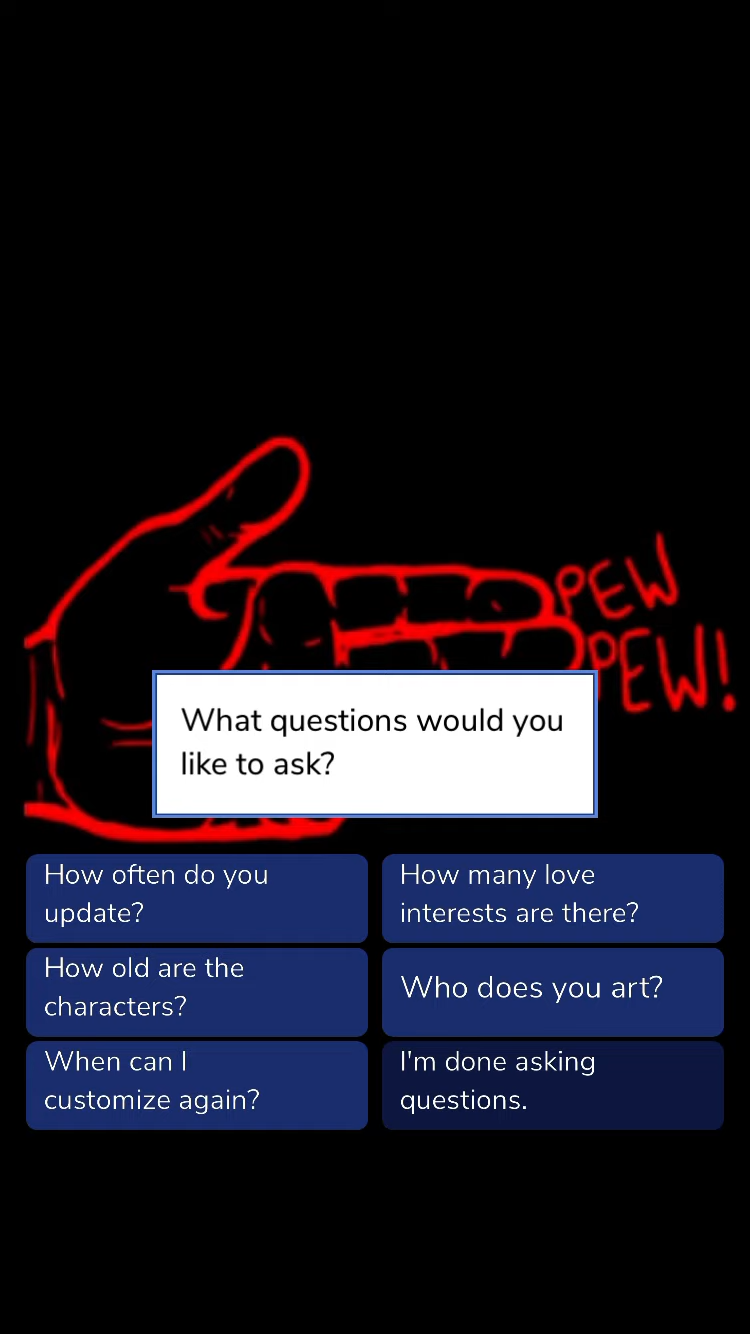 PEW
PEW!
What questions would you
like to ask?
How often do you
update?
How many love
interests are there?
How old are the
characters?
Who does you art?
When can I
customize again?
I'm done asking
questions.